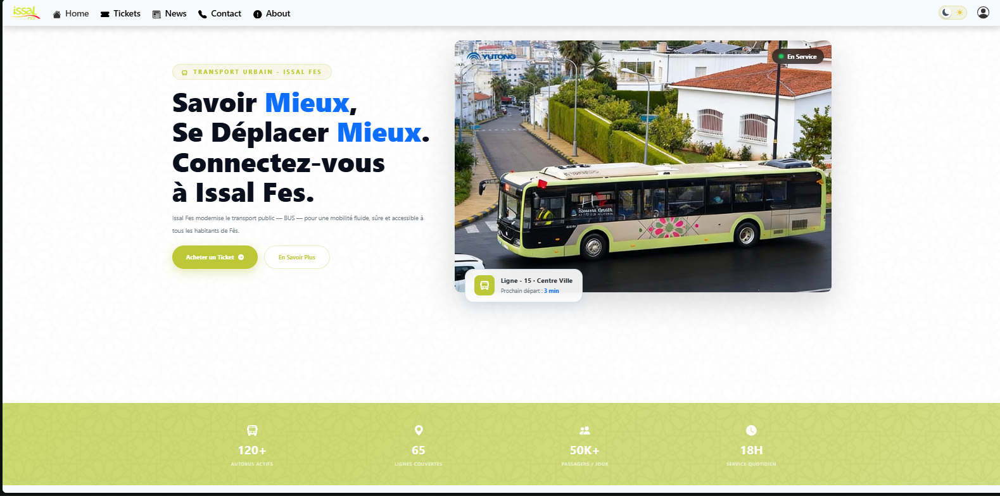 issal
FES
Home
Tickets
News
Contact
About
TRANSPORT URBAIN - ISSAL FES
Savoir Mieux,
Se Déplacer Mieux.
Connectez-vous
à Issal Fes.
Issal Fes modernise le transport public — BUS — pour une mobilité fluide, sûre et accessible à
tous les habitants de Fès.
Acheter un Ticket
En Savoir Plus
YUTONG
En Service
Ligne - 15 · Centre Ville
Prochain départ : 3 min
120+
AUTOBUS ACTIFS
65
LIGNES COUVERTES
50K+
PASSAGERS / JOUR
18H
SERVICE QUOTIDIEN